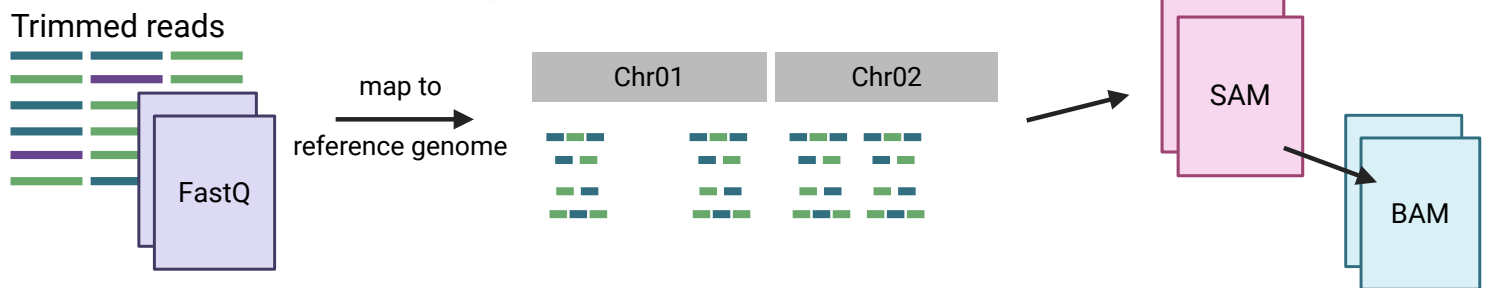 Trimmed reads
FastQ
map to
reference genome
Chr01
Chr02
SAM
BAM